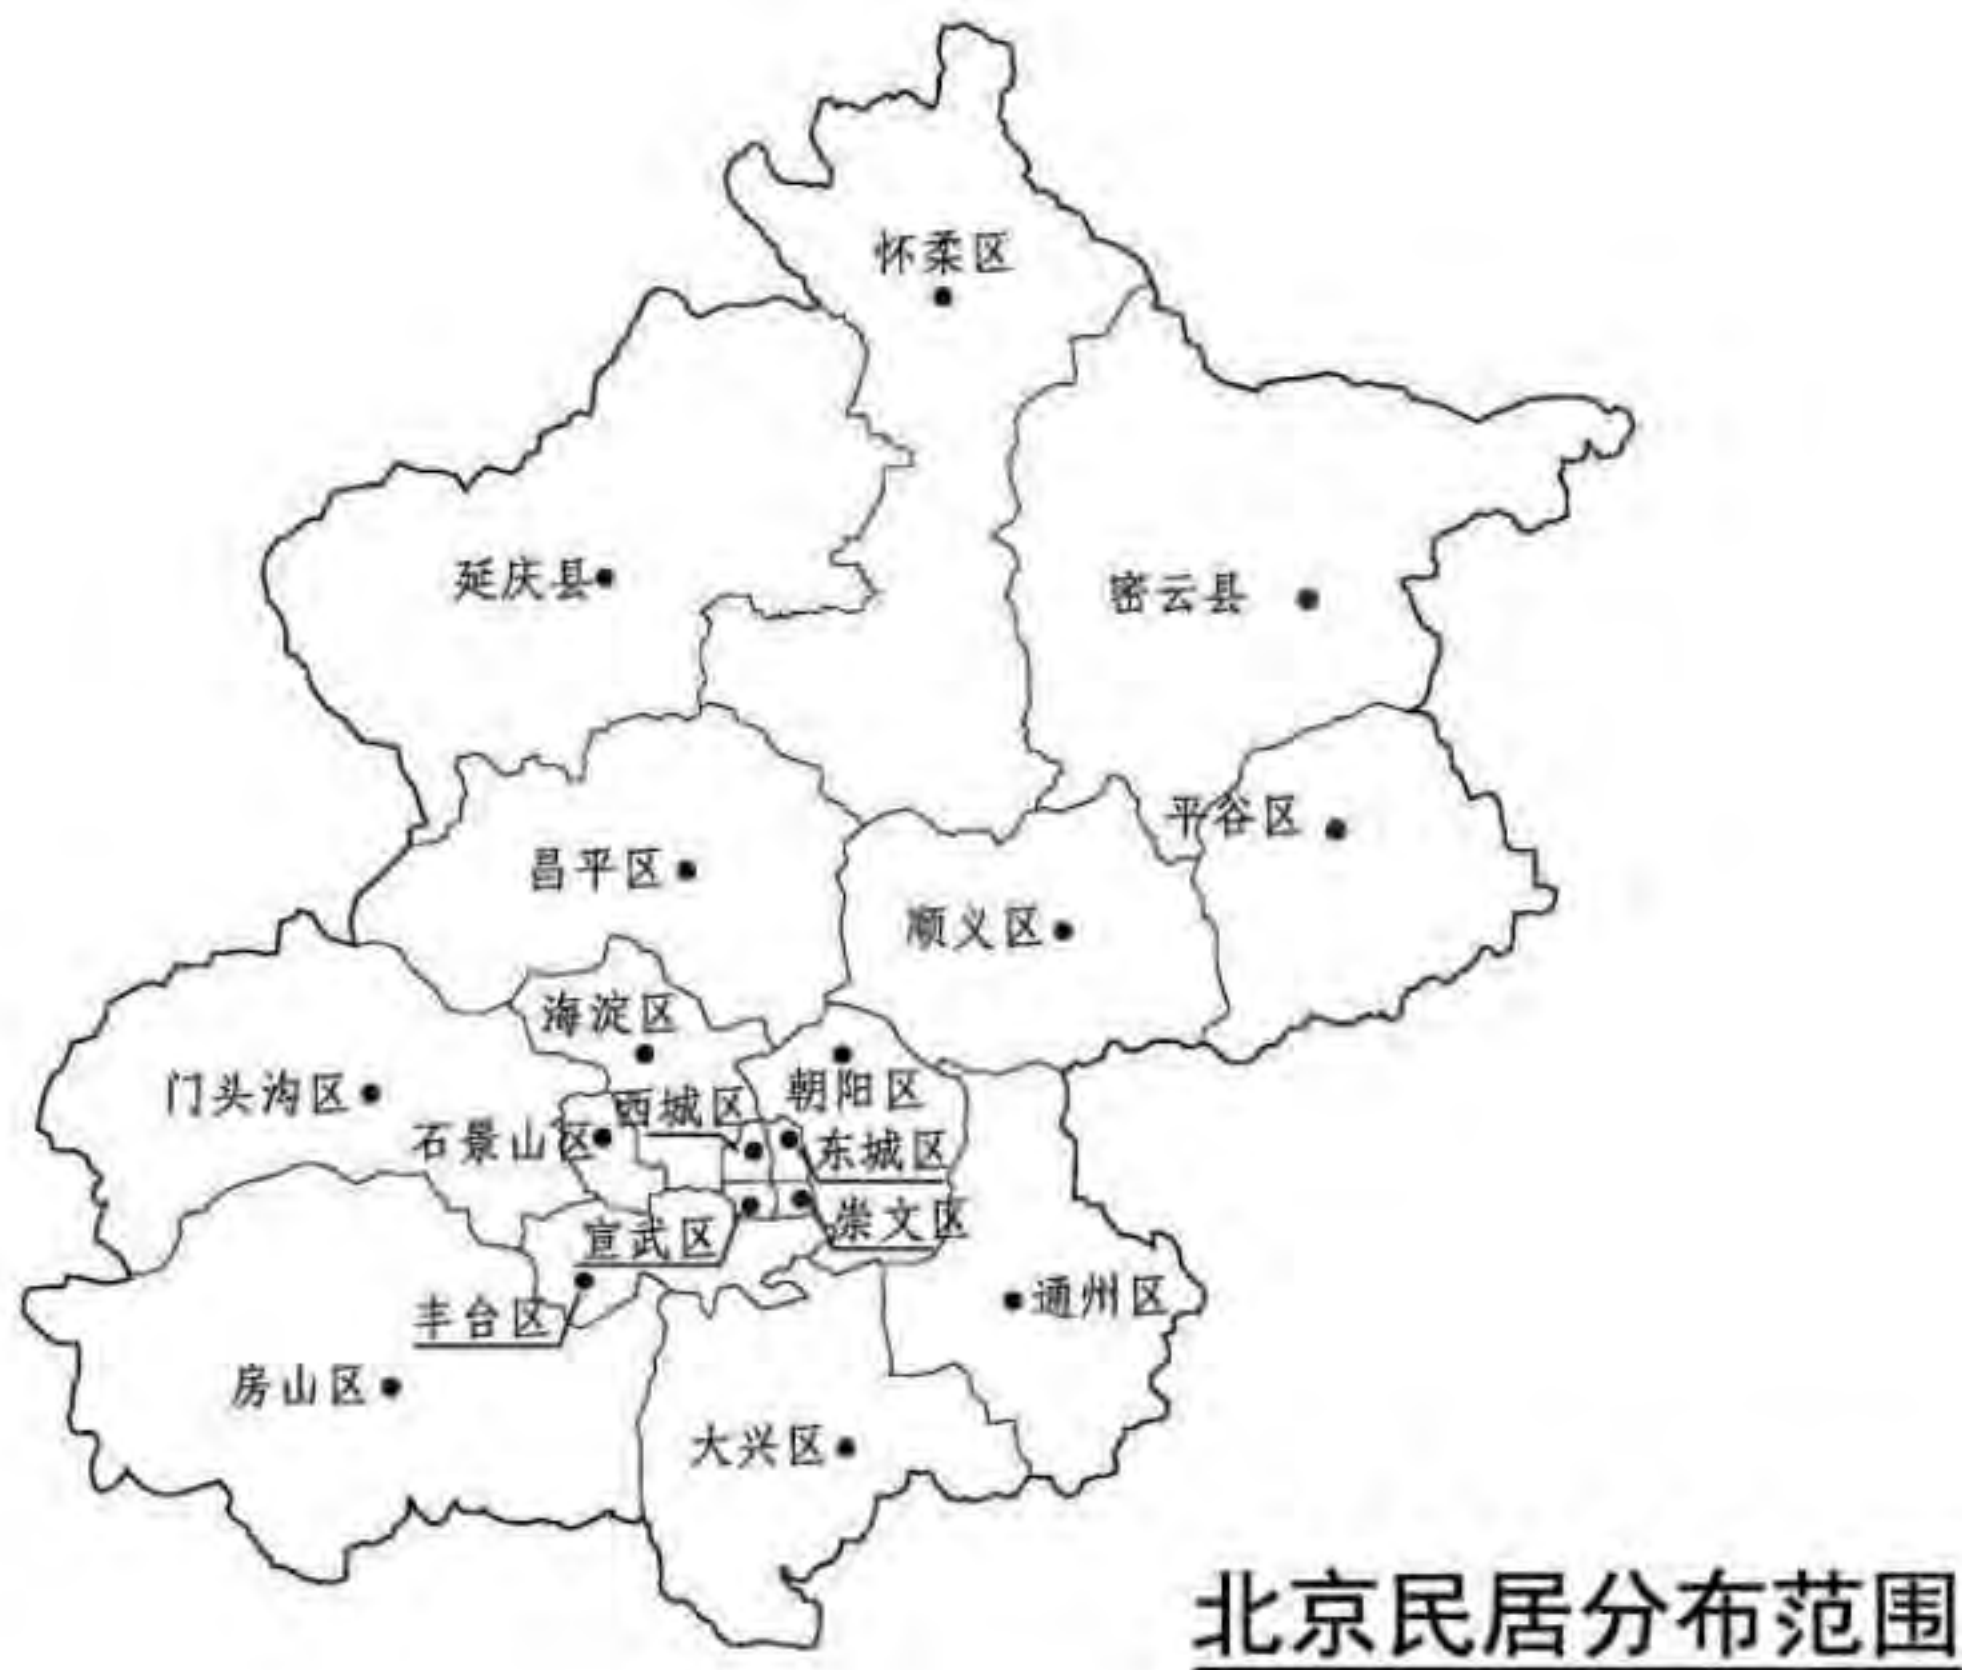 怀柔区
延庆县
密云县
平谷区
昌平区
顺义区
海淀区
门头沟区
西城区
朝阳区
石景山区
东城区
宣武区
崇文区
丰台区
通州区
房山区
大兴区
北京民居分布范围